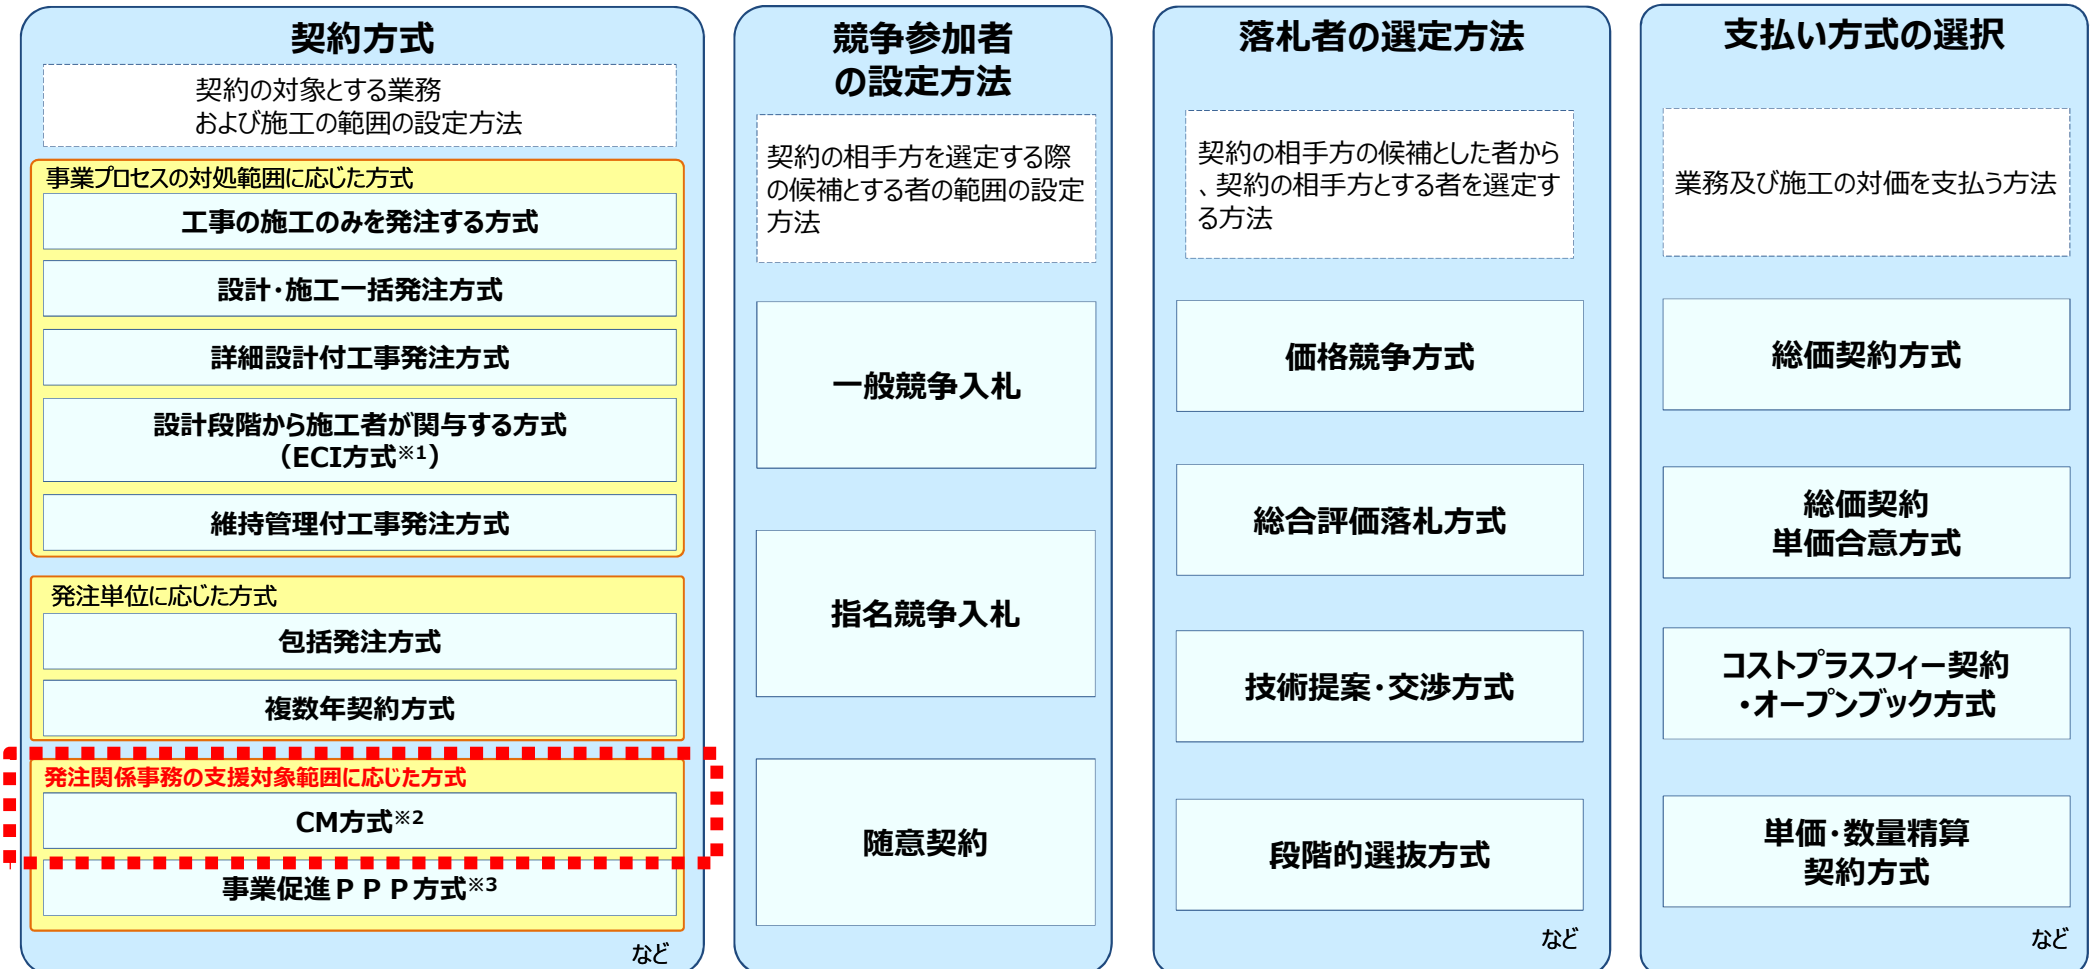 契約方式
契約の対象とする業務
および施工の範囲の設定方法
事業プロセスの対処範囲に応じた方式
工事の施工のみを発注する方式
設計・施工一括発注方式
詳細設計付工事発注方式
設計段階から施工者が関与する方式
（ECI方式※1）
維持管理付工事発注方式
発注単位に応じた方式
包括発注方式
複数年契約方式
発注関係事務の支援対象範囲に応じた方式
CM方式※2
事業促進ＰＰＰ方式※3
など
競争参加者
の設定方法
契約の相手方を選定する際
の候補とする者の範囲の設定
方法
一般競争入札
指名競争入札
随意契約
落札者の選定方法
契約の相手方の候補とした者から
、契約の相手方とする者を選定す
る方法
価格競争方式
総合評価落札方式
技術提案・交渉方式
段階的選抜方式
など
支払い方式の選択
業務及び施工の対価を支払う方法
総価契約方式
総価契約
単価合意方式
コストプラスフィー契約
・オープンブック方式
単価・数量精算
契約方式
など